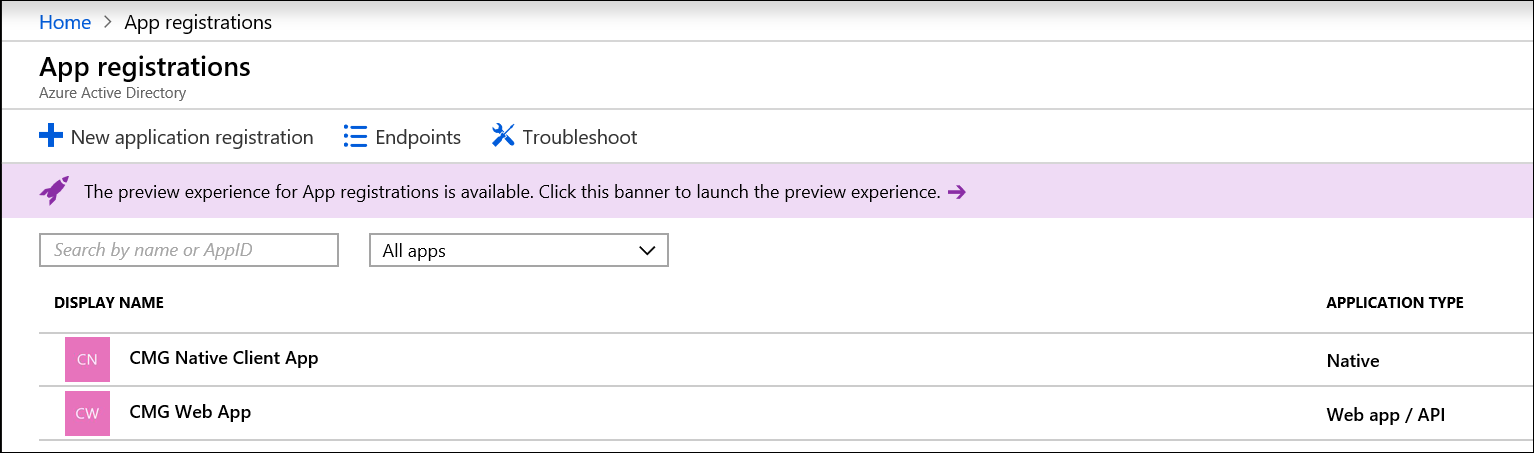 Home > App registrations
App registrations
Azure Active Directory
New application registration Endpoints Troubleshoot
The preview experience for App registrations is available. Click this banner to launch the preview experience. →
Search by name or AppID All apps
DISPLAY NAME APPLICATION TYPE
CN CMG Native Client App Native
CW CMG Web App Web app / API